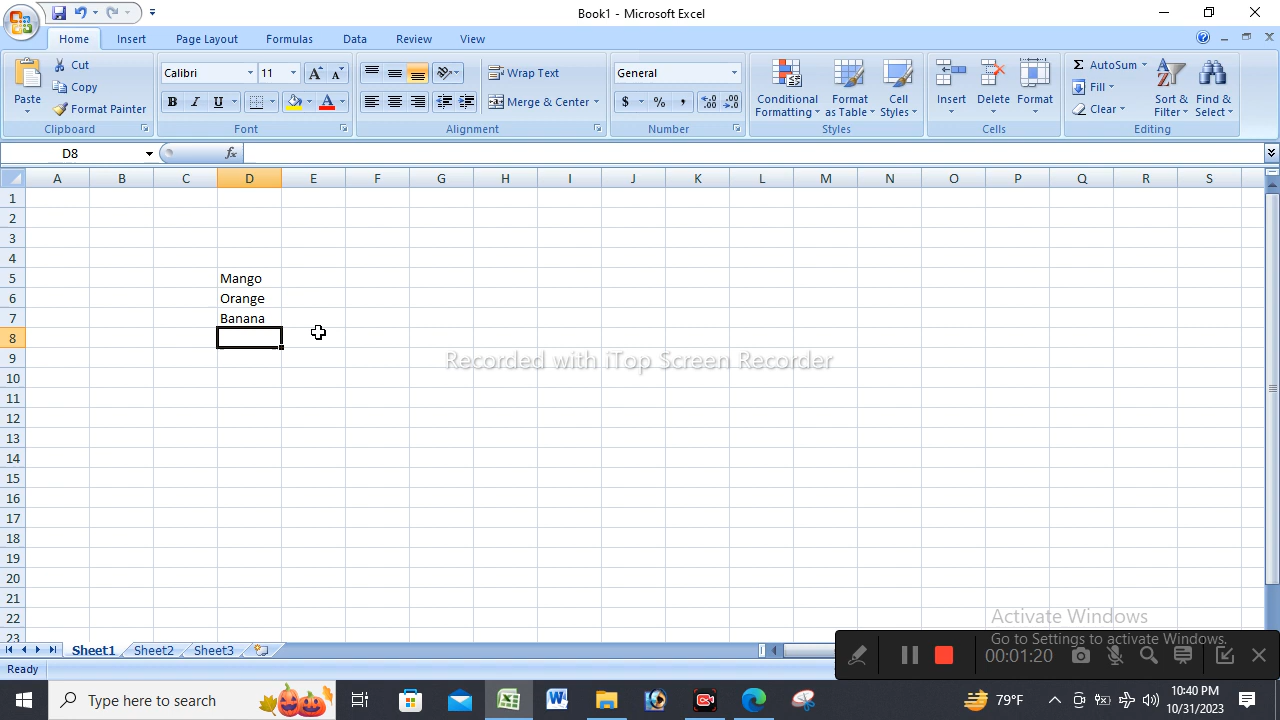 Book1 - Microsoft Excel
Home Insert Page Layout Formulas Data Review View
Paste
Cut
Copy
Format Painter
Clipboard
Calibri 11
B I U
Font
Wrap Text
Merge & Center
Alignment
General
$ % ,
Number
Conditional Formatting
Format as Table
Cell Styles
Styles
Insert Delete Format
Cells
Σ AutoSum
Fill
Clear
Sort & Filter
Find & Select
Editing
D8 fx
A B C D E F G H I J K L M N O P Q R S
1
2
3
4
5 Mango
6 Orange
7 Banana
8
9
10
11
12
13
14
15
16
17
18
19
20
21
22
23
Recorded with iTop Screen Recorder
Activate Windows
Go to Settings to activate Windows.
00:01:20
Sheet1 Sheet2 Sheet3
Ready
Type here to search
79°F
10:40 PM
10/31/2023